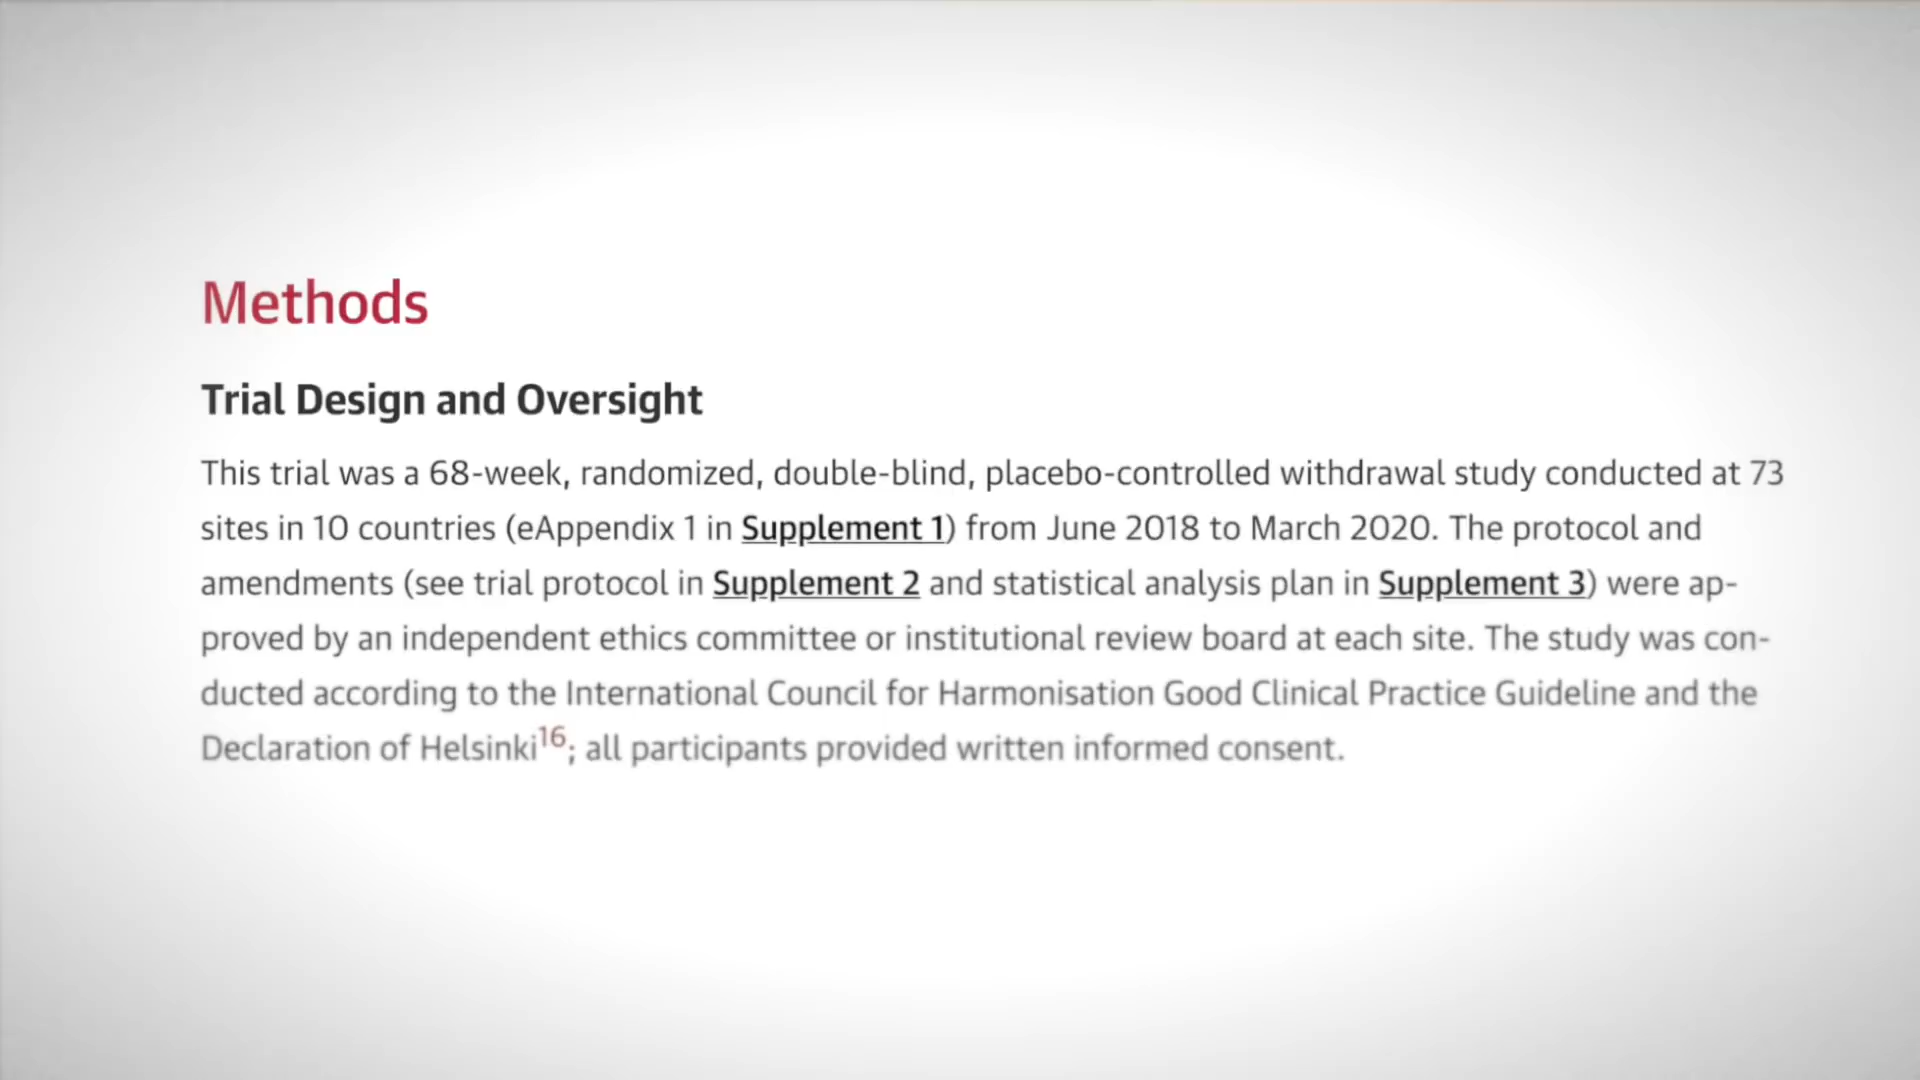 Methods
Trial Design and Oversight
This trial was a 68-week, randomized, double-blind, placebo-controlled withdrawal study conducted at 73
sites in 10 countries (eAppendix 1 in Supplement 1) from June 2018 to March 2020. The protocol and
amendments (see trial protocol in Supplement 2 and statistical analysis plan in Supplement 3) were ap-
proved by an independent ethics committee or institutional review board at each site. The study was con-
ducted according to the International Council for Harmonisation Good Clinical Practice Guideline and the
Declaration of Helsinki16; all participants provided written informed consent.